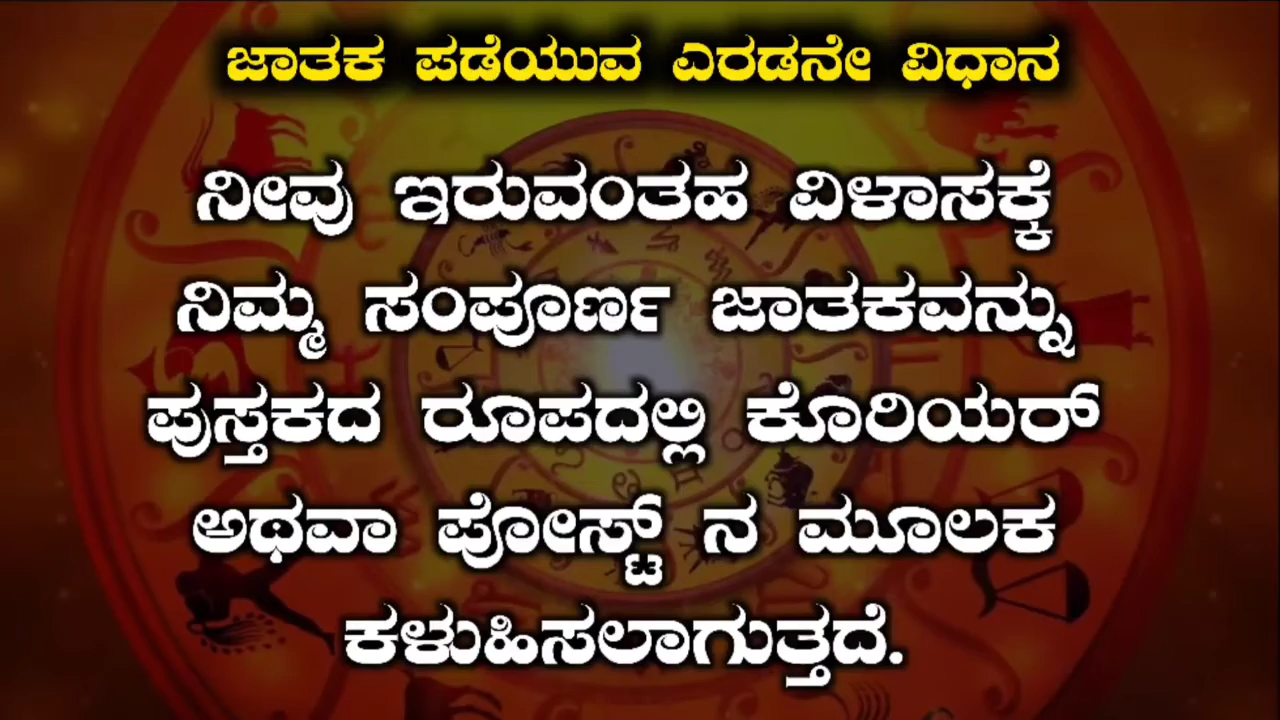 ಜಾತಕ ಪಡೆಯುವ ಎರಡನೇ ವಿಧಾನ
ನೀವು ಇರುವಂತಹ ವಿಳಾಸಕ್ಕೆ
ನಿಮ್ಮ ಸಂಪೂರ್ಣ ಜಾತಕವನ್ನು
ಪುಸ್ತಕದ ರೂಪದಲ್ಲಿ ಕೊರಿಯರ್
ಅಥವಾ ಪೋಸ್ಟ್ ನ ಮೂಲಕ
ಕಳುಹಿಸಲಾಗುತ್ತದೆ.